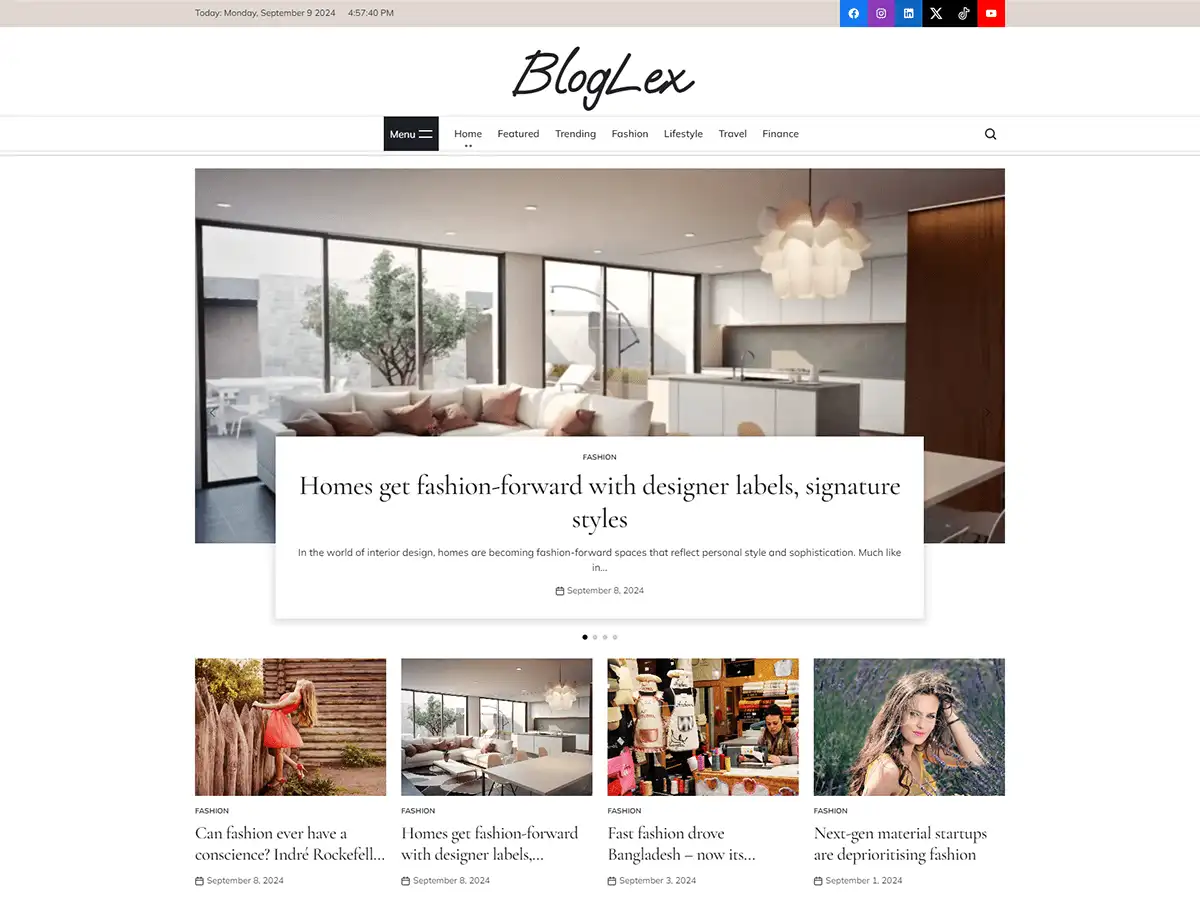 Today: Monday, September 9 2024 4:57:40 PM
BlogLex
Menu Home Featured Trending Fashion Lifestyle Travel Finance
FASHION
Homes get fashion-forward with designer labels, signature
styles
In the world of interior design, homes are becoming fashion-forward spaces that reflect personal style and sophistication. Much like
in...
September 8, 2024
FASHION
Can fashion ever have a
conscience? Indré Rockefell...
September 8, 2024
FASHION
Homes get fashion-forward
with designer labels,...
September 8, 2024
FASHION
Fast fashion drove
Bangladesh – now its...
September 3, 2024
FASHION
Next-gen material startups
are deprioritising fashion
September 1, 2024